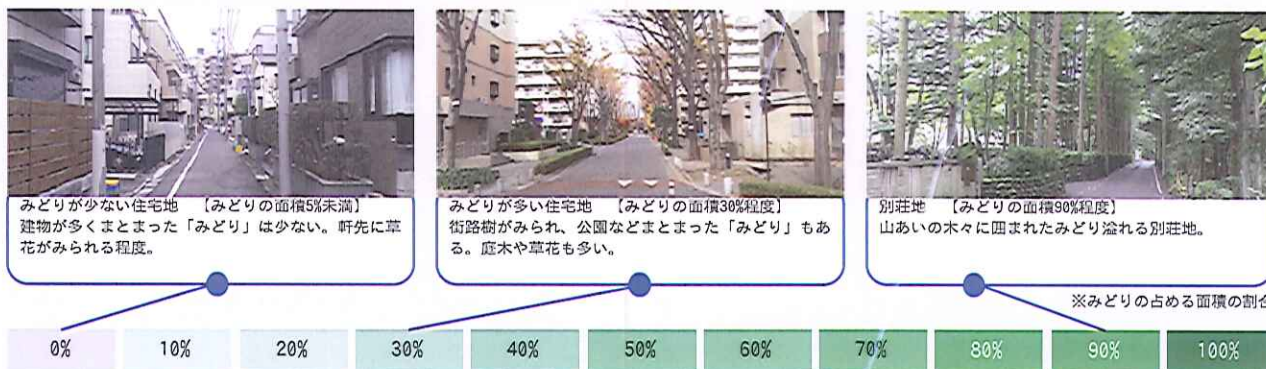 みどりが少ない住宅地 【みどりの面積5%未満】
建物が多くまとまった「みどり」は少ない。軒先に草
花がみられる程度。
みどりが多い住宅地 【みどりの面積30%程度】
街路樹がみられ、公園などまとまった「みどり」もあ
る。庭木や草花も多い。
別荘地 【みどりの面積90%程度】
山あいの木々に囲まれたみどり溢れる別荘地。
※みどりの占める面積の割合
0% 10% 20% 30% 40% 50% 60% 70% 80% 90% 100%